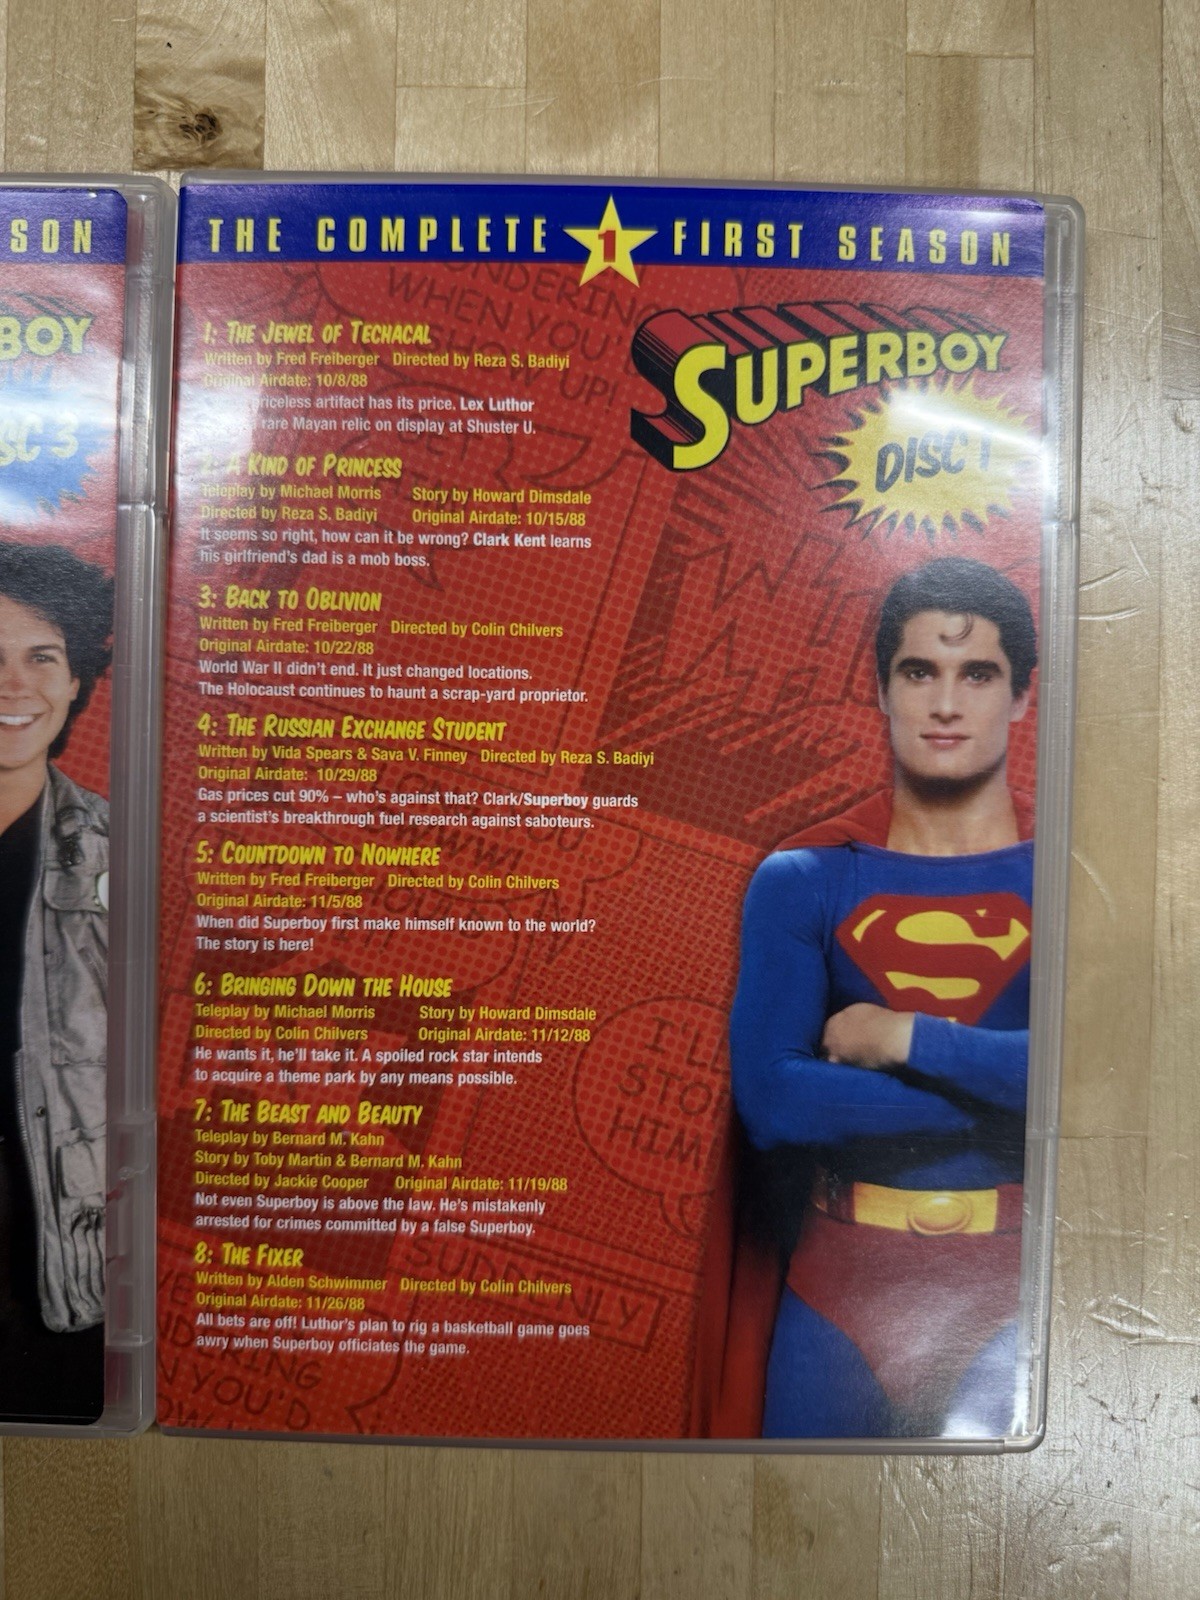 SON
BOY
DISC 3
THE COMPLETE 1 FIRST SEASON
SUPERBOY
DISC 1
1: THE JEWEL OF TECHACAL
Written by Fred Freiberger Directed by Reza S. Badiyi
Original Airdate: 10/8/88
priceless artifact has its price. Lex Luthor
rare Mayan relic on display at Shuster U.
2: A KIND OF PRINCESS
Teleplay by Michael Morris Story by Howard Dimsdale
Directed by Reza S. Badiyi Original Airdate: 10/15/88
It seems so right, how can it be wrong? Clark Kent learns
his girlfriend's dad is a mob boss.
3: BACK TO OBLIVION
Written by Fred Freiberger Directed by Colin Chilvers
Original Airdate: 10/22/88
World War II didn't end. It just changed locations.
The Holocaust continues to haunt a scrap-yard proprietor.
4: THE RUSSIAN EXCHANGE STUDENT
Written by Vida Spears & Sava V. Finney Directed by Reza S. Badiyi
Original Airdate: 10/29/88
Gas prices cut 90% – who's against that? Clark/Superboy guards
a scientist's breakthrough fuel research against saboteurs.
5: COUNTDOWN TO NOWHERE
Written by Fred Freiberger Directed by Colin Chilvers
Original Airdate: 11/5/88
When did Superboy first make himself known to the world?
The story is here!
6: BRINGING DOWN THE HOUSE
Teleplay by Michael Morris Story by Howard Dimsdale
Directed by Colin Chilvers Original Airdate: 11/12/88
He wants it, he'll take it. A spoiled rock star intends
to acquire a theme park by any means possible.
7: THE BEAST AND BEAUTY
Teleplay by Bernard M. Kahn
Story by Toby Martin & Bernard M. Kahn
Directed by Jackie Cooper Original Airdate: 11/19/88
Not even Superboy is above the law. He's mistakenly
arrested for crimes committed by a false Superboy.
8: THE FIXER
Written by Alden Schwimmer Directed by Colin Chilvers
Original Airdate: 11/26/88
All bets are off! Luthor's plan to rig a basketball game goes
awry when Superboy officiates the game.
WHEN YOU'D
SHOW UP!
I'LL
STOP
HIM
SUDDENLY
YOU'D